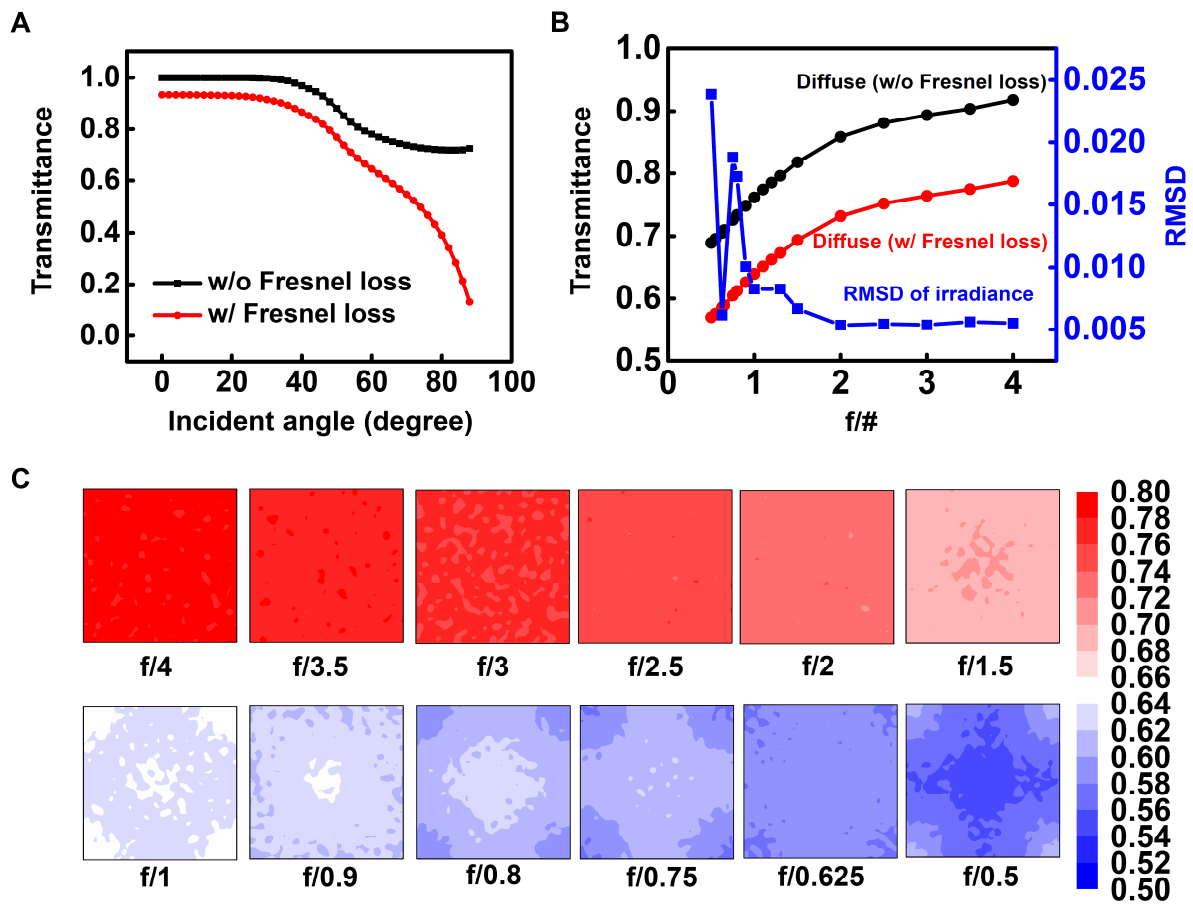 A
Transmittance
1.0
0.8
0.6
0.4
0.2
0.0
w/o Fresnel loss
w/ Fresnel loss
0 20 40 60 80 100
Incident angle (degree)
B
Transmittance
1.0
0.9
0.8
0.7
0.6
0.5
Diffuse (w/o Fresnel loss)
Diffuse (w/ Fresnel loss)
RMSD of irradiance
0.025
0.020
0.015
0.010
0.005
RMSD
0 1 2 3 4
f/#
C
f/4 f/3.5 f/3 f/2.5 f/2 f/1.5
f/1 f/0.9 f/0.8 f/0.75 f/0.625 f/0.5
0.80
0.78
0.76
0.74
0.72
0.70
0.68
0.66
0.64
0.62
0.60
0.58
0.56
0.54
0.52
0.50